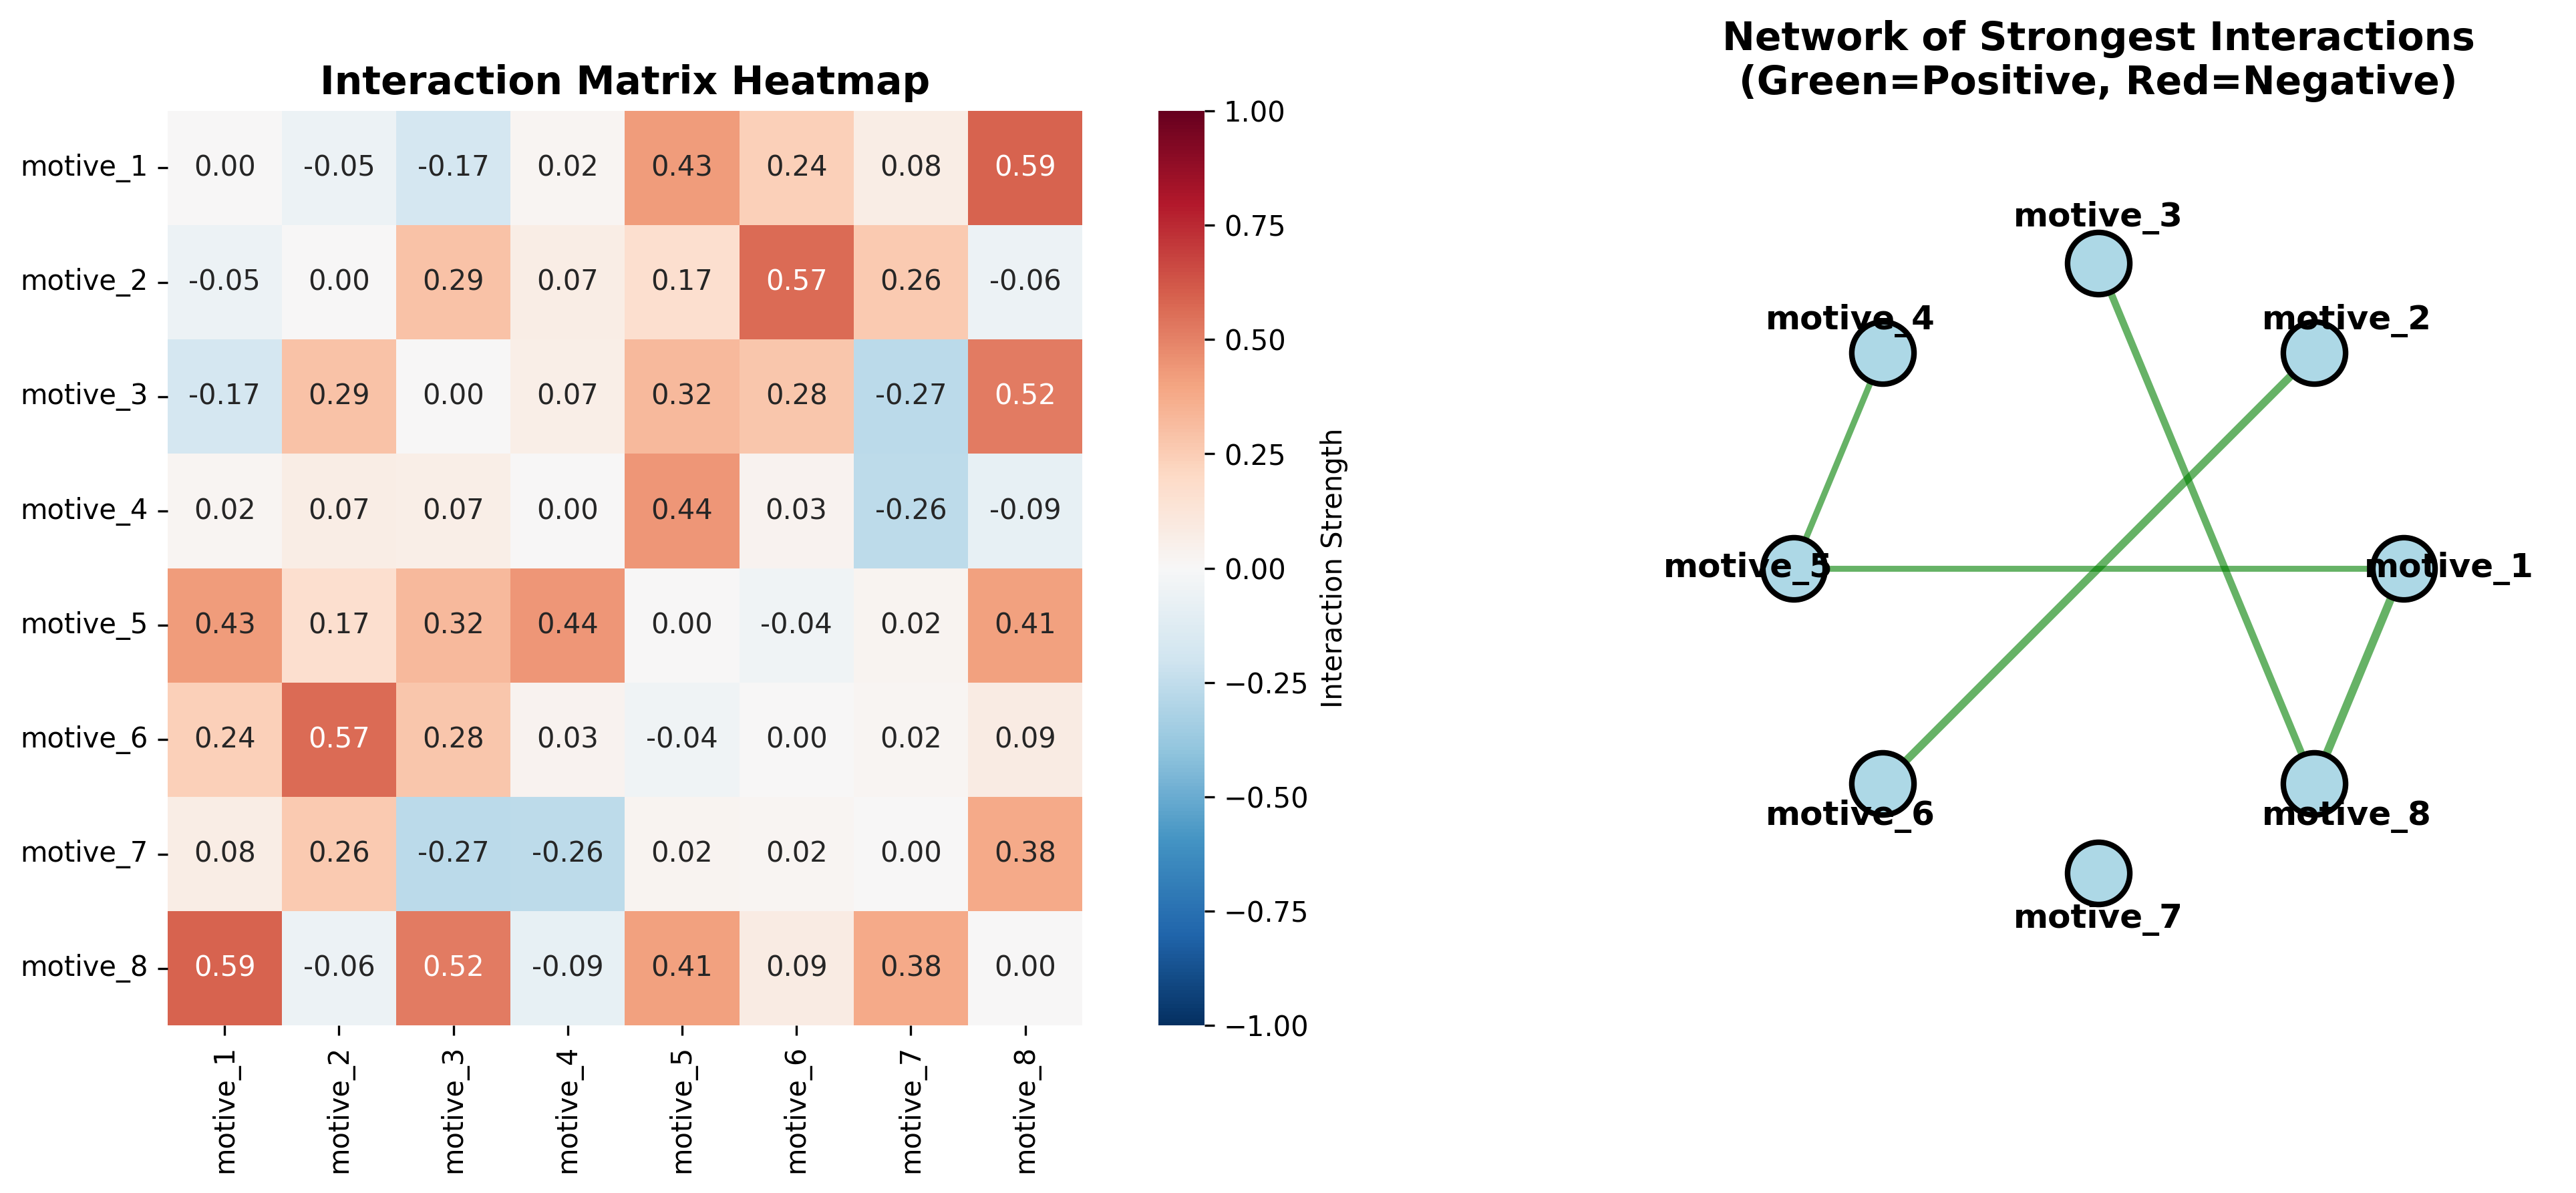 Interaction Matrix Heatmap
motive_1 0.00 -0.05 -0.17 0.02 0.43 0.24 0.08 0.59
motive_2 -0.05 0.00 0.29 0.07 0.17 0.57 0.26 -0.06
motive_3 -0.17 0.29 0.00 0.07 0.32 0.28 -0.27 0.52
motive_4 0.02 0.07 0.07 0.00 0.44 0.03 -0.26 -0.09
motive_5 0.43 0.17 0.32 0.44 0.00 -0.04 0.02 0.41
motive_6 0.24 0.57 0.28 0.03 -0.04 0.00 0.02 0.09
motive_7 0.08 0.26 -0.27 -0.26 0.02 0.02 0.00 0.38
motive_8 0.59 -0.06 0.52 -0.09 0.41 0.09 0.38 0.00
motive_1 motive_2 motive_3 motive_4 motive_5 motive_6 motive_7 motive_8
1.00
0.75
0.50
0.25
0.00
−0.25
−0.50
−0.75
−1.00
Interaction Strength
Network of Strongest Interactions
(Green=Positive, Red=Negative)
motive_3
motive_4 motive_2
motive_5 motive_1
motive_6 motive_8
motive_7